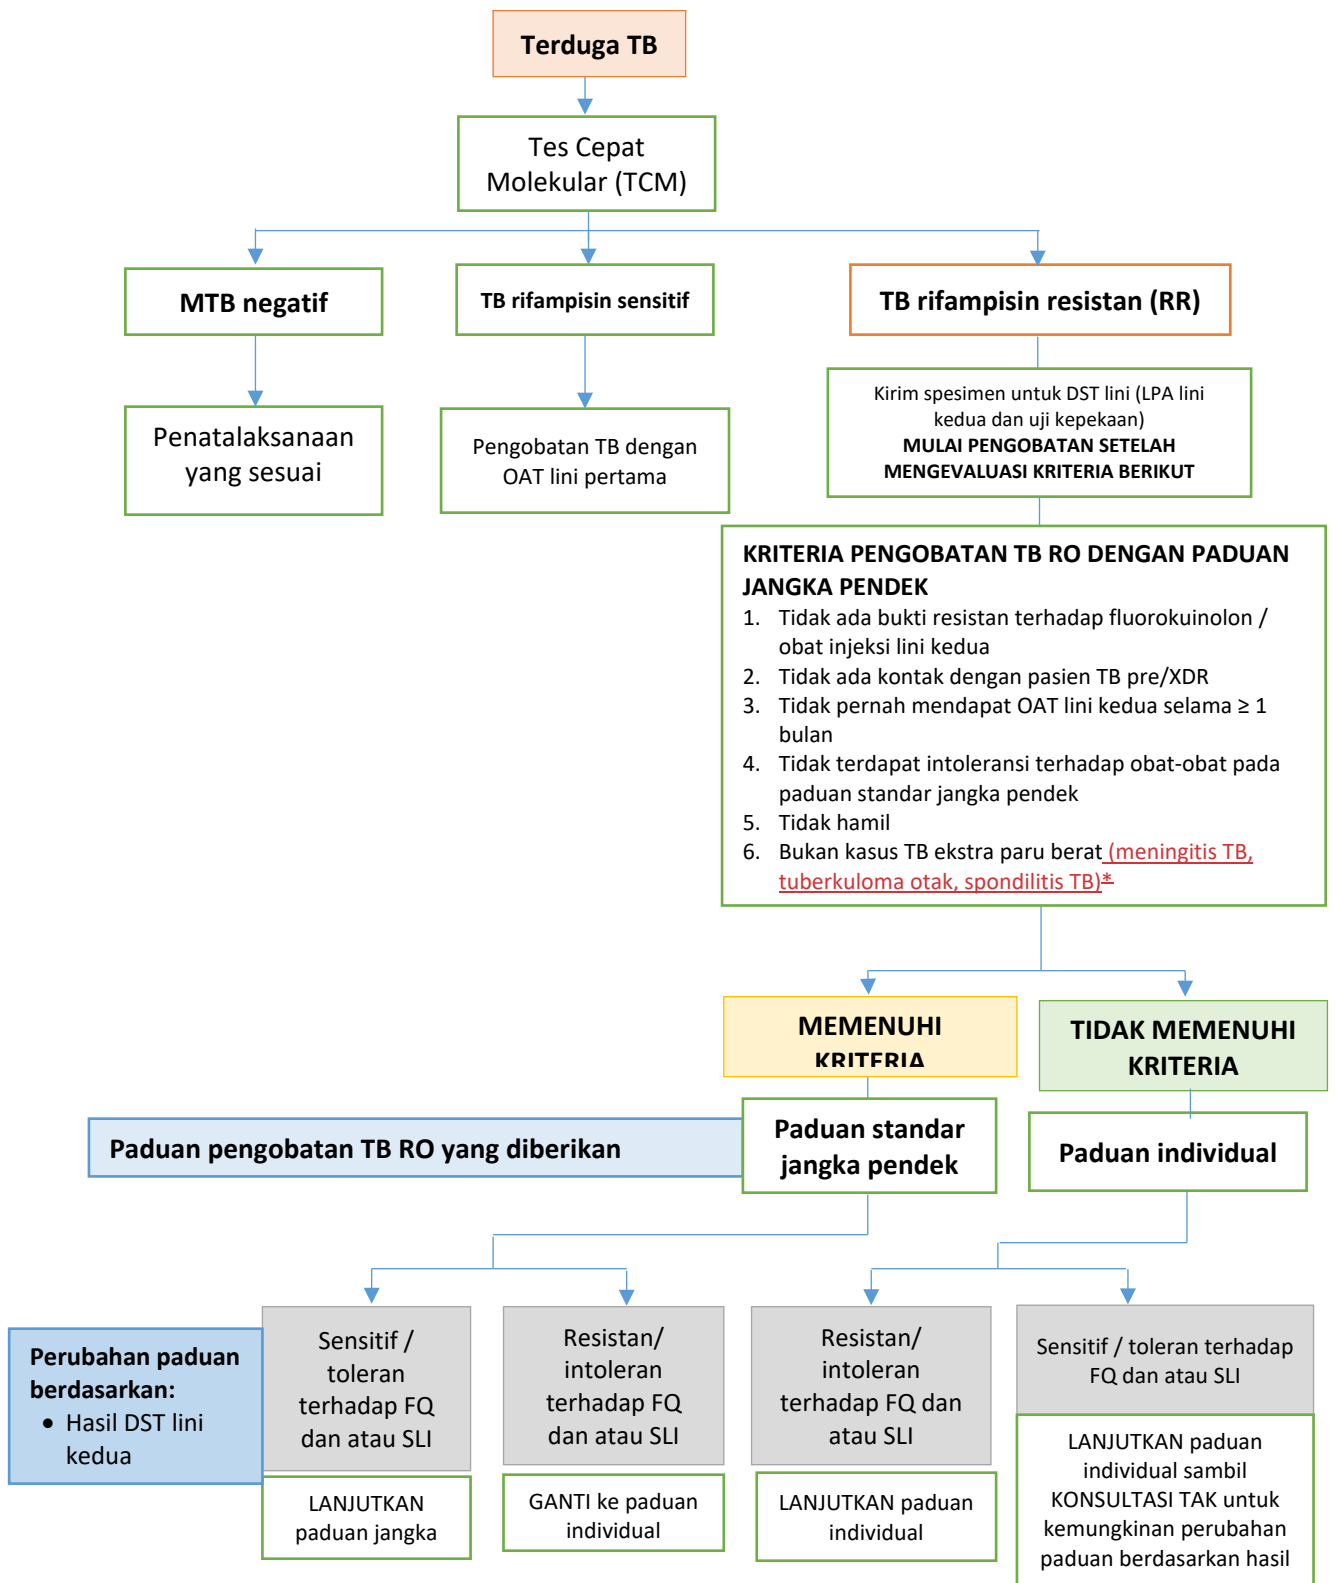 Terduga TB
Tes Cepat
Molekular (TCM)
MTB negatif
TB rifampisin sensitif
TB rifampisin resistan (RR)
Penatalaksanaan
yang sesuai
Pengobatan TB dengan
OAT lini pertama
Kirim spesimen untuk DST lini (LPA lini
kedua dan uji kepekaan)
MULAI PENGOBATAN SETELAH
MENGEVALUASI KRITERIA BERIKUT
KRITERIA PENGOBATAN TB RO DENGAN PADUAN
JANGKA PENDEK
1. Tidak ada bukti resistan terhadap fluorokuinolon /
obat injeksi lini kedua
2. Tidak ada kontak dengan pasien TB pre/XDR
3. Tidak pernah mendapat OAT lini kedua selama ≥ 1
bulan
4. Tidak terdapat intoleransi terhadap obat-obat pada
paduan standar jangka pendek
5. Tidak hamil
6. Bukan kasus TB ekstra paru berat (meningitis TB,
tuberkuloma otak, spondilitis TB)*
MEMENUHI
KRITERIA
TIDAK MEMENUHI
KRITERIA
Paduan pengobatan TB RO yang diberikan
Paduan standar
jangka pendek
Paduan individual
Perubahan paduan
berdasarkan:
• Hasil DST lini
kedua
Sensitif /
toleran
terhadap FQ
dan atau SLI
LANJUTKAN
paduan jangka
Resistan/
intoleran
terhadap FQ
dan atau SLI
GANTI ke paduan
individual
Resistan/
intoleran
terhadap FQ dan
atau SLI
LANJUTKAN paduan
individual
Sensitif / toleran terhadap
FQ dan atau SLI
LANJUTKAN paduan
individual sambil
KONSULTASI TAK untuk
kemungkinan perubahan
paduan berdasarkan hasil